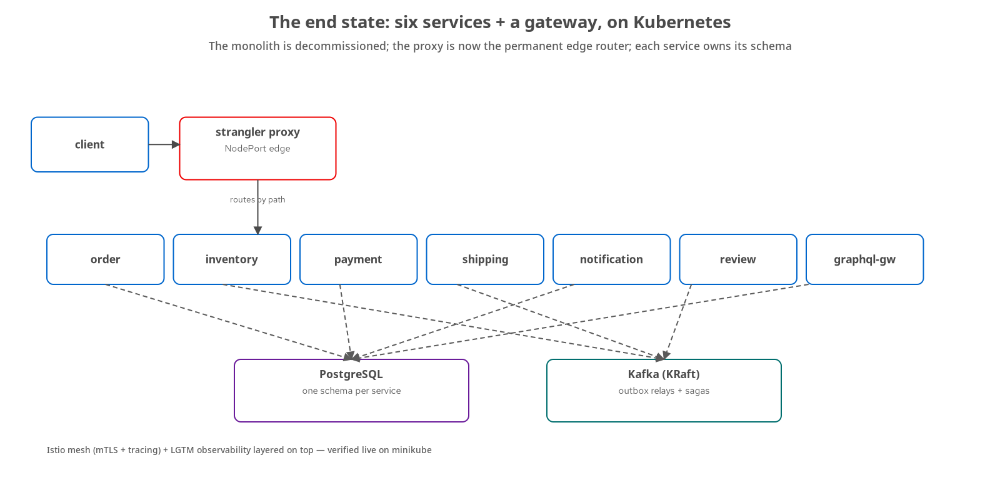 The end state: six services + a gateway, on Kubernetes
The monolith is decommissioned; the proxy is now the permanent edge router; each service owns its schema
client
strangler proxy
NodePort edge
routes by path
order
inventory
payment
shipping
notification
review
graphql-gw
PostgreSQL
one schema per service
Kafka (KRaft)
outbox relays + sagas
Istio mesh (mTLS + tracing) + LGTM observability layered on top — verified live on minikube